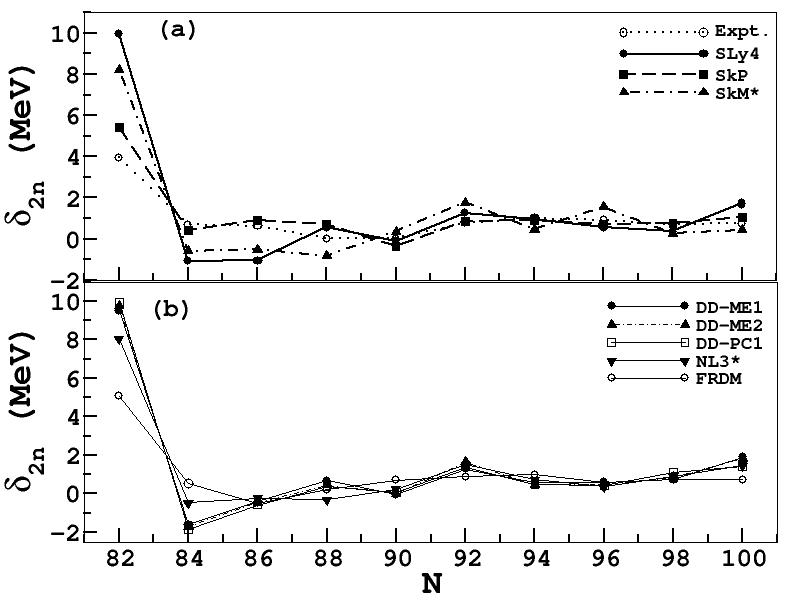 (a)
Expt.
SLy4
SkP
SkM*
10
8
6
4
2
0
−2
δ2n (MeV)
(b)
DD−ME1
DD−ME2
DD−PC1
NL3*
FRDM
10
8
6
4
2
0
−2
δ2n (MeV)
82 84 86 88 90 92 94 96 98 100
N